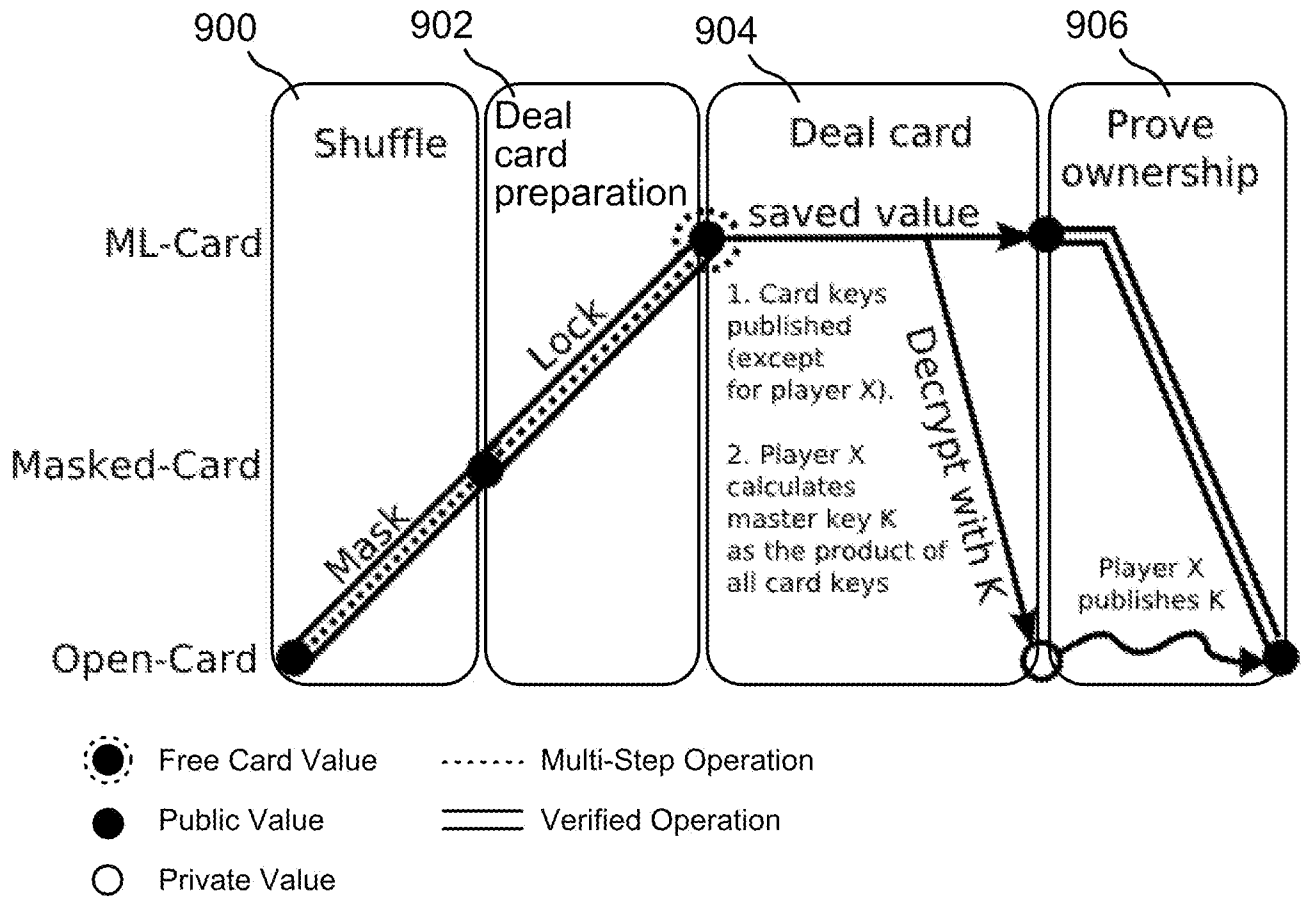 900
902
904
906
Shuffle
Deal
card
preparation
Deal card
Prove
ownership
ML-Card
saved value
Lock
1. Card keys
published
(except
for player X).
Decrypt with K
Masked-Card
2. Player X
calculates
master key K
as the product of
all card keys
Mask
Player X
publishes K
Open-Card
Free Card Value
Multi-Step Operation
Public Value
Verified Operation
Private Value